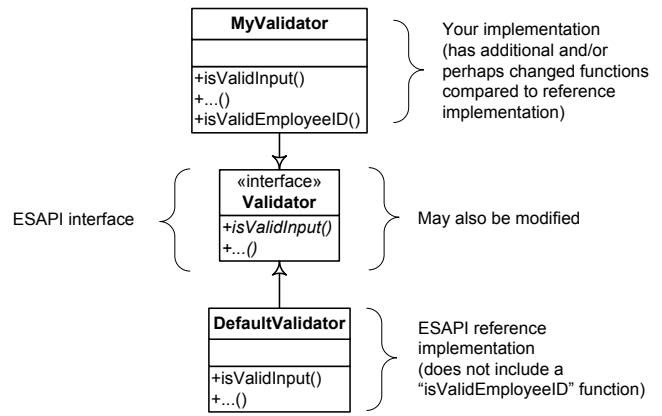 MyValidator
+isValidInput()
+...()
+isValidEmployeeID()
Your implementation
(has additional and/or
perhaps changed functions
compared to reference
implementation)
ESAPI interface
«interface»
Validator
+isValidInput()
+...()
May also be modified
DefaultValidator
+isValidInput()
+...()
ESAPI reference
implementation
(does not include a
“isValidEmployeeID” function)